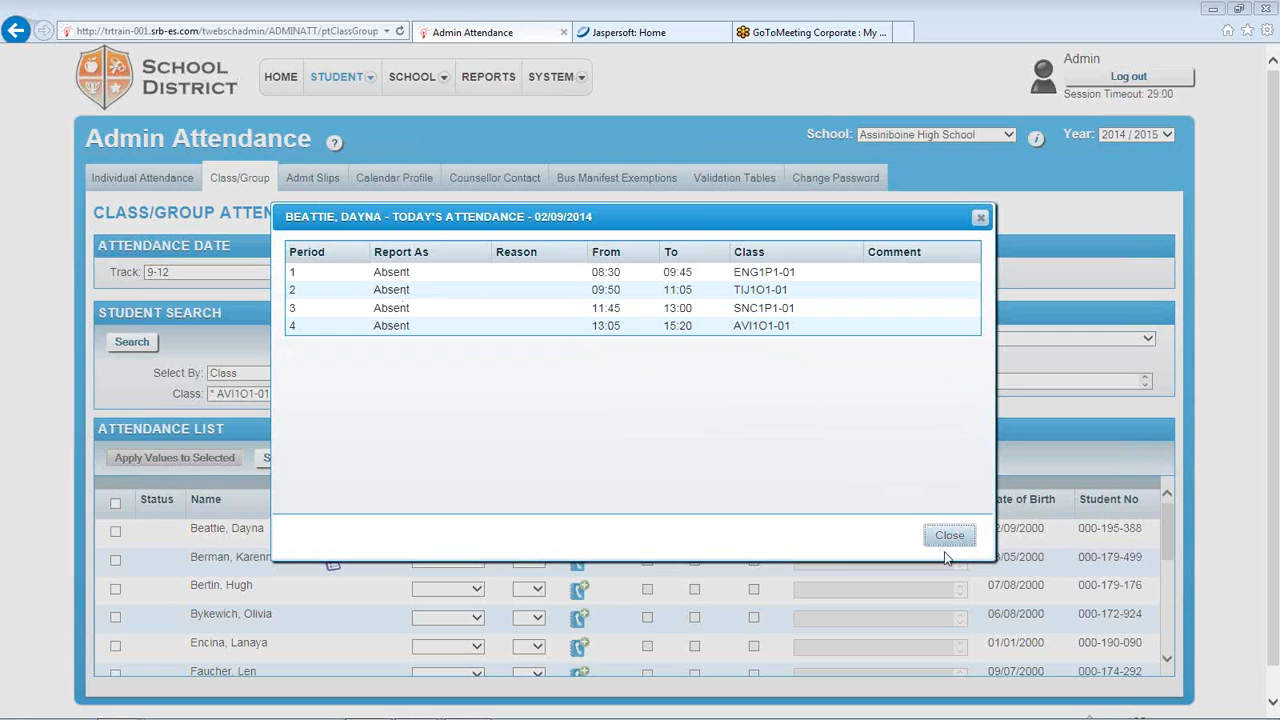 http://trtrain-001.srb-es.com/twebschadmin/ADMINATT/ptClassGroup
Admin Attendance
Jaspersoft: Home
GoToMeeting Corporate : My ...
SCHOOL DISTRICT
HOME STUDENT SCHOOL REPORTS SYSTEM
Admin
Log out
Session Timeout: 29:00
Admin Attendance ?
School: Assiniboine High School i Year: 2014 / 2015
Individual Attendance Class/Group Admit Slips Calendar Profile Counsellor Contact Bus Manifest Exemptions Validation Tables Change Password
CLASS/GROUP ATTEN
BEATTIE, DAYNA - TODAY'S ATTENDANCE - 02/09/2014
Period Report As Reason From To Class Comment
1 Absent 08:30 09:45 ENG1P1-01
2 Absent 09:50 11:05 TIJ1O1-01
3 Absent 11:45 13:00 SNC1P1-01
4 Absent 13:05 15:20 AVI1O1-01
Close
ATTENDANCE DATE
Track: 9-12
STUDENT SEARCH
Search
Select By: Class
Class: * AVI1O1-01
ATTENDANCE LIST
Apply Values to Selected S
Status Name ate of Birth Student No
Beattie, Dayna 2/09/2000 000-195-388
Berman, Karenn 3/05/2000 000-179-499
Bertin, Hugh 07/08/2000 000-179-176
Bykewich, Olivia 06/08/2000 000-172-924
Encina, Lanaya 01/01/2000 000-190-090
Faucher, Len 09/07/2000 000-174-292